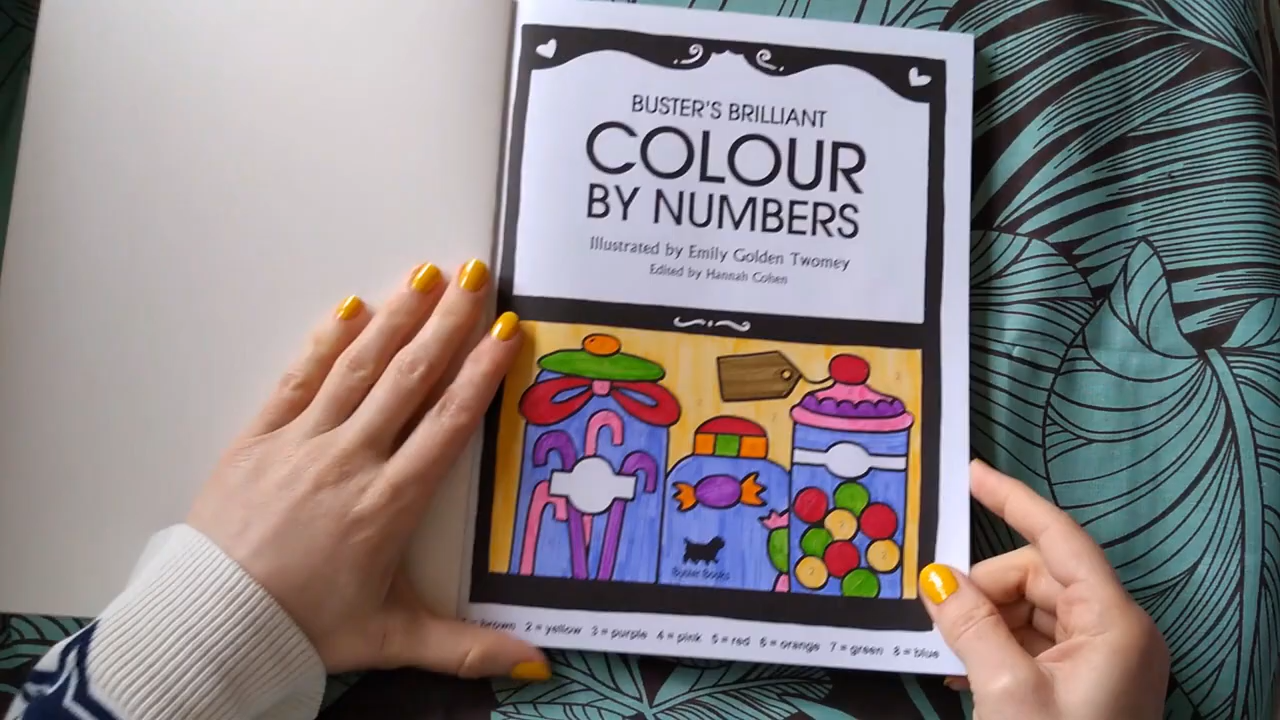 BUSTER'S BRILLIANT
COLOUR
BY NUMBERS
Illustrated by Emily Golden Twomey
Edited by Hannah Cohen
Buster Books
= brown 2 = yellow 3 = purple 4 = pink 5 = red 6 = orange 7 = green 8 = blue